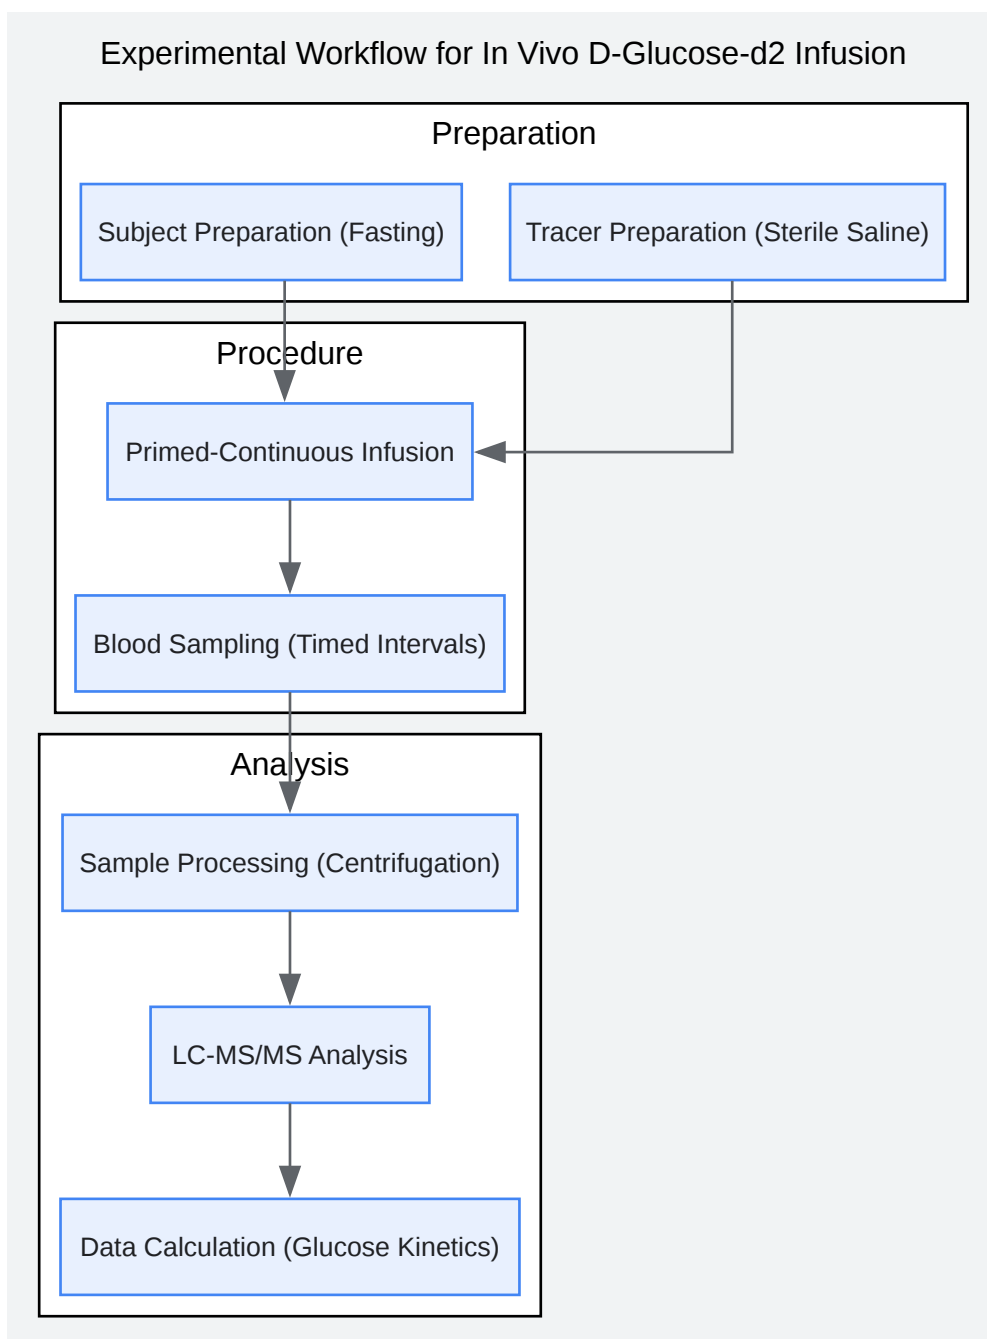 Experimental Workflow for In Vivo D-Glucose-d2 Infusion
Preparation
Subject Preparation (Fasting)
Tracer Preparation (Sterile Saline)
Procedure
Primed-Continuous Infusion
Blood Sampling (Timed Intervals)
Analysis
Sample Processing (Centrifugation)
LC-MS/MS Analysis
Data Calculation (Glucose Kinetics)